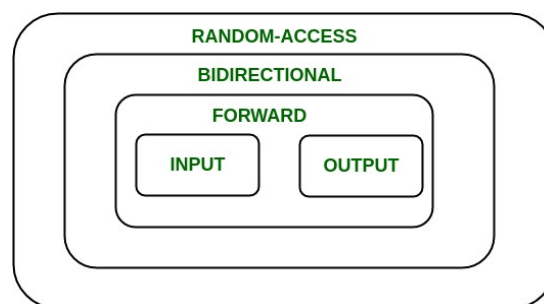 RANDOM-ACCESS
BIDIRECTIONAL
FORWARD
INPUT OUTPUT